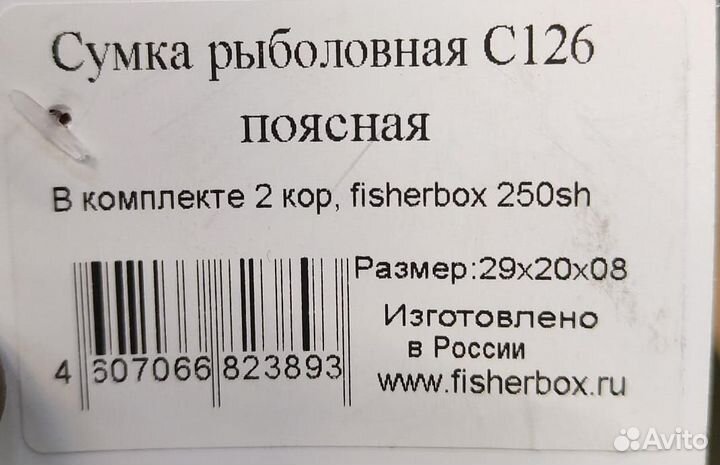 Сумка рыболовная С126
поясная
В комплекте 2 кор, fisherbox 250sh
Размер:29х20х08
Изготовлено
в России
www.fisherbox.ru
4 607066 823893
Avito